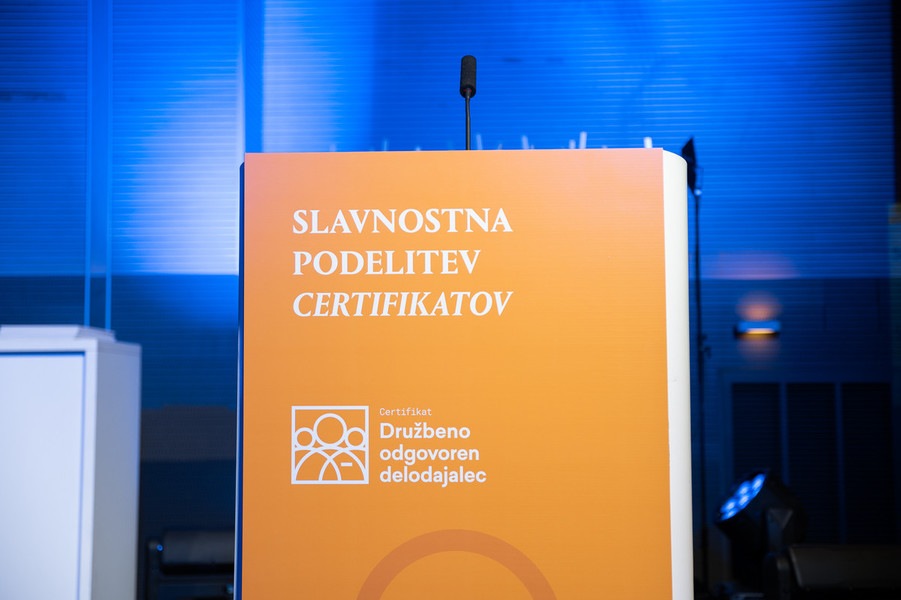 SLAVNOSTNA
PODELITEV
CERTIFIKATOV
Certifikat
Družbeno
odgovoren
delodajalec